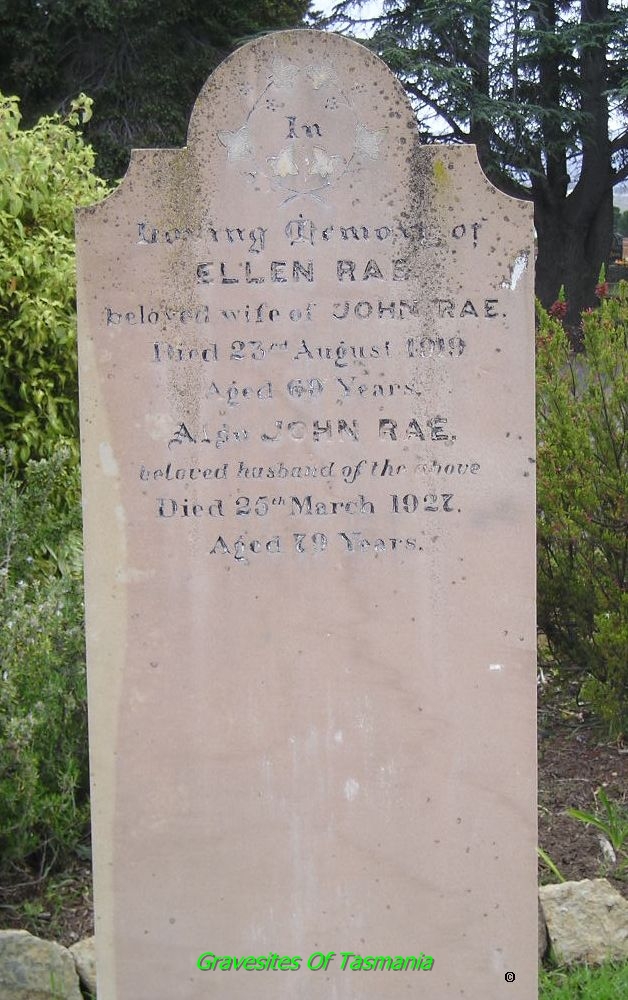 In
Loving Memory of
ELLEN RAE
beloved wife of JOHN RAE.
Died 23rd August 1919
Aged 69 Years.
Also JOHN RAE.
beloved husband of the above
Died 25th March 1927.
Aged 79 Years.
Gravesites Of Tasmania
©